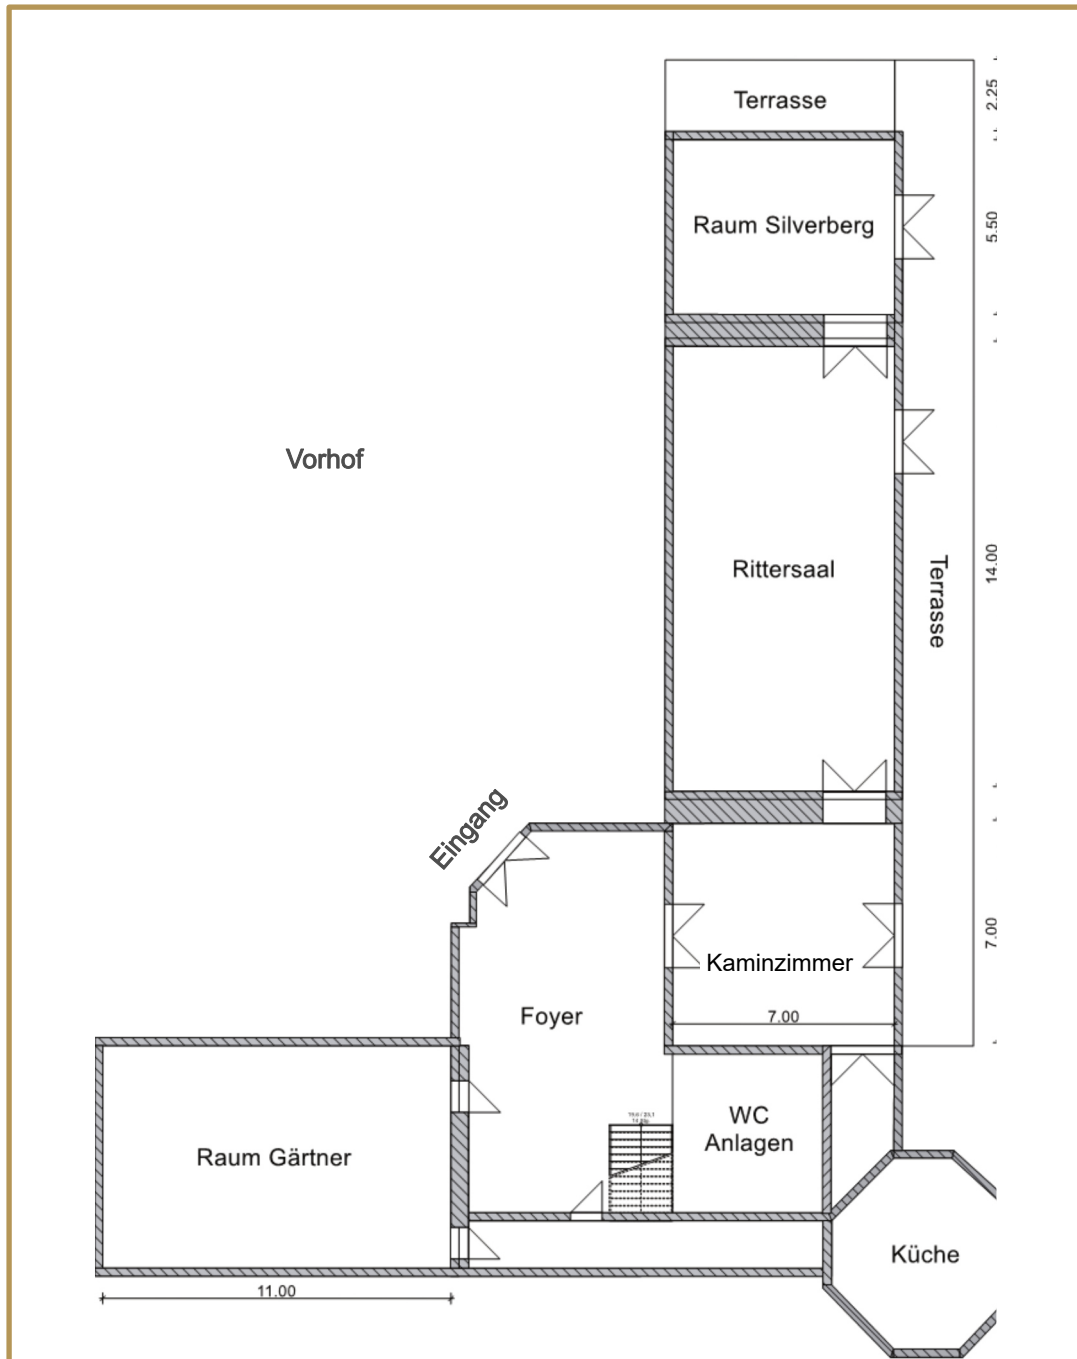 Terrasse
2.25
Raum Silverberg
5.50
Vorhof
Rittersaal
Terrasse
14.00
Eingang
Kaminzimmer
7.00
7.00
Foyer
WC
Anlagen
Raum Gärtner
Küche
11.00